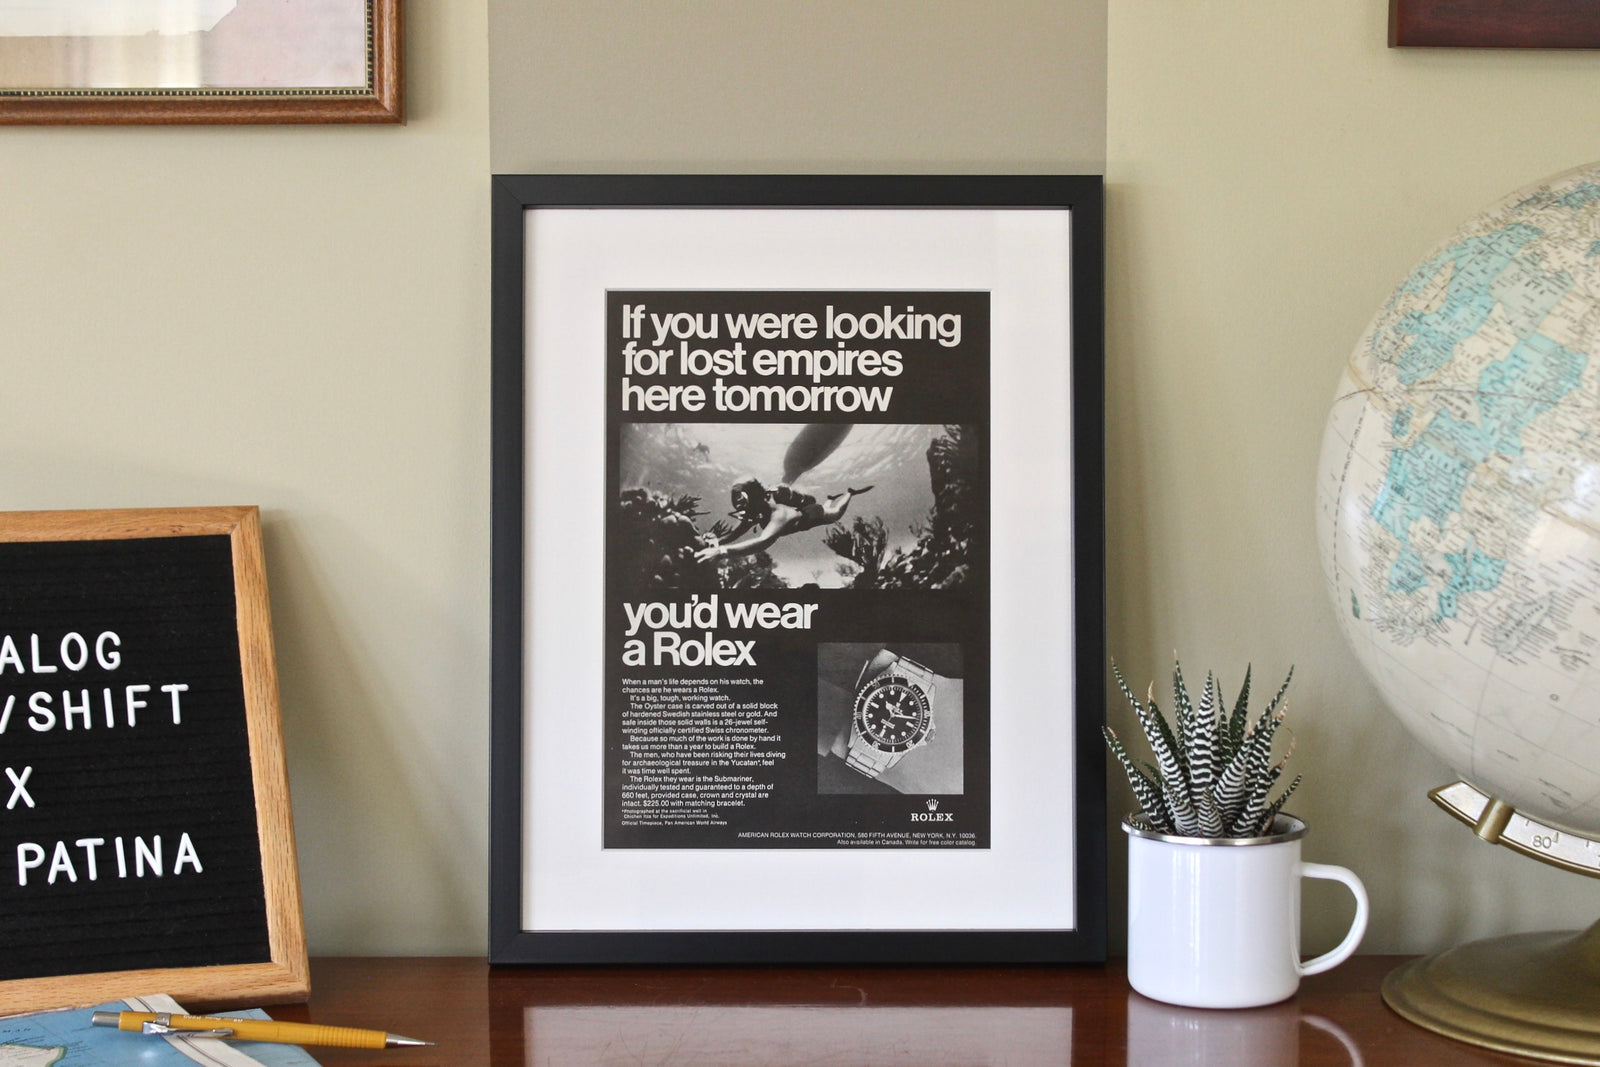 If you were looking
for lost empires
here tomorrow
you'd wear
a Rolex
When a man's life depends on his watch, the
chances are he wears a Rolex.
It's a big, tough, working watch.
The Oyster case is carved out of a solid block
of hardened Swedish stainless steel or gold. And
safe inside those solid walls is a 26-jewel self-
winding officially certified Swiss chronometer.
Because so much of the work is done by hand it
takes us more than a year to build a Rolex.
The men, who have been risking their lives diving
for archaeological treasure in the Yucatan*, feel
it was time well spent.
The Rolex they wear is the Submariner,
individually tested and guaranteed to a depth of
660 feet, provided case, crown and crystal are
intact. $225.00 with matching bracelet.
*Photographed at the sacrificial well in
Chichen Itza for Expeditions Unlimited, Inc.
Official Timepiece, Pan American World Airways
ROLEX
AMERICAN ROLEX WATCH CORPORATION, 580 FIFTH AVENUE, NEW YORK, N.Y. 10036.
Also available in Canada. Write for free color catalog.
ALOG
/SHIFT
X
PATINA
80